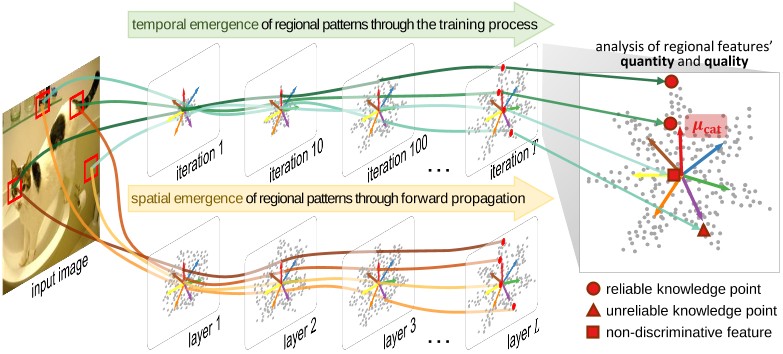 temporal emergence of regional patterns through the training process
analysis of regional features'
quantity and quality
μcat
iteration 1
iteration 10
iteration 100
...
iteration
spatial emergence of regional patterns through forward propagation
input image
layer 1
layer 2
layer 3
...
layer L
reliable knowledge point
unreliable knowledge point
non-discriminative feature